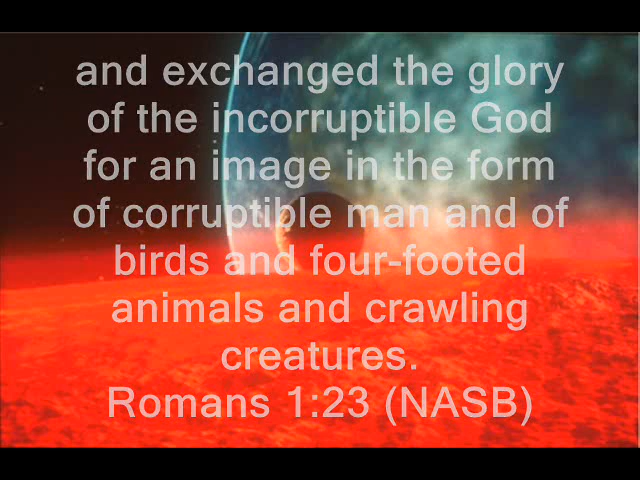 and exchanged the glory
of the incorruptible God
for an image in the form
of corruptible man and of
birds and four-footed
animals and crawling
creatures.
Romans 1:23 (NASB)